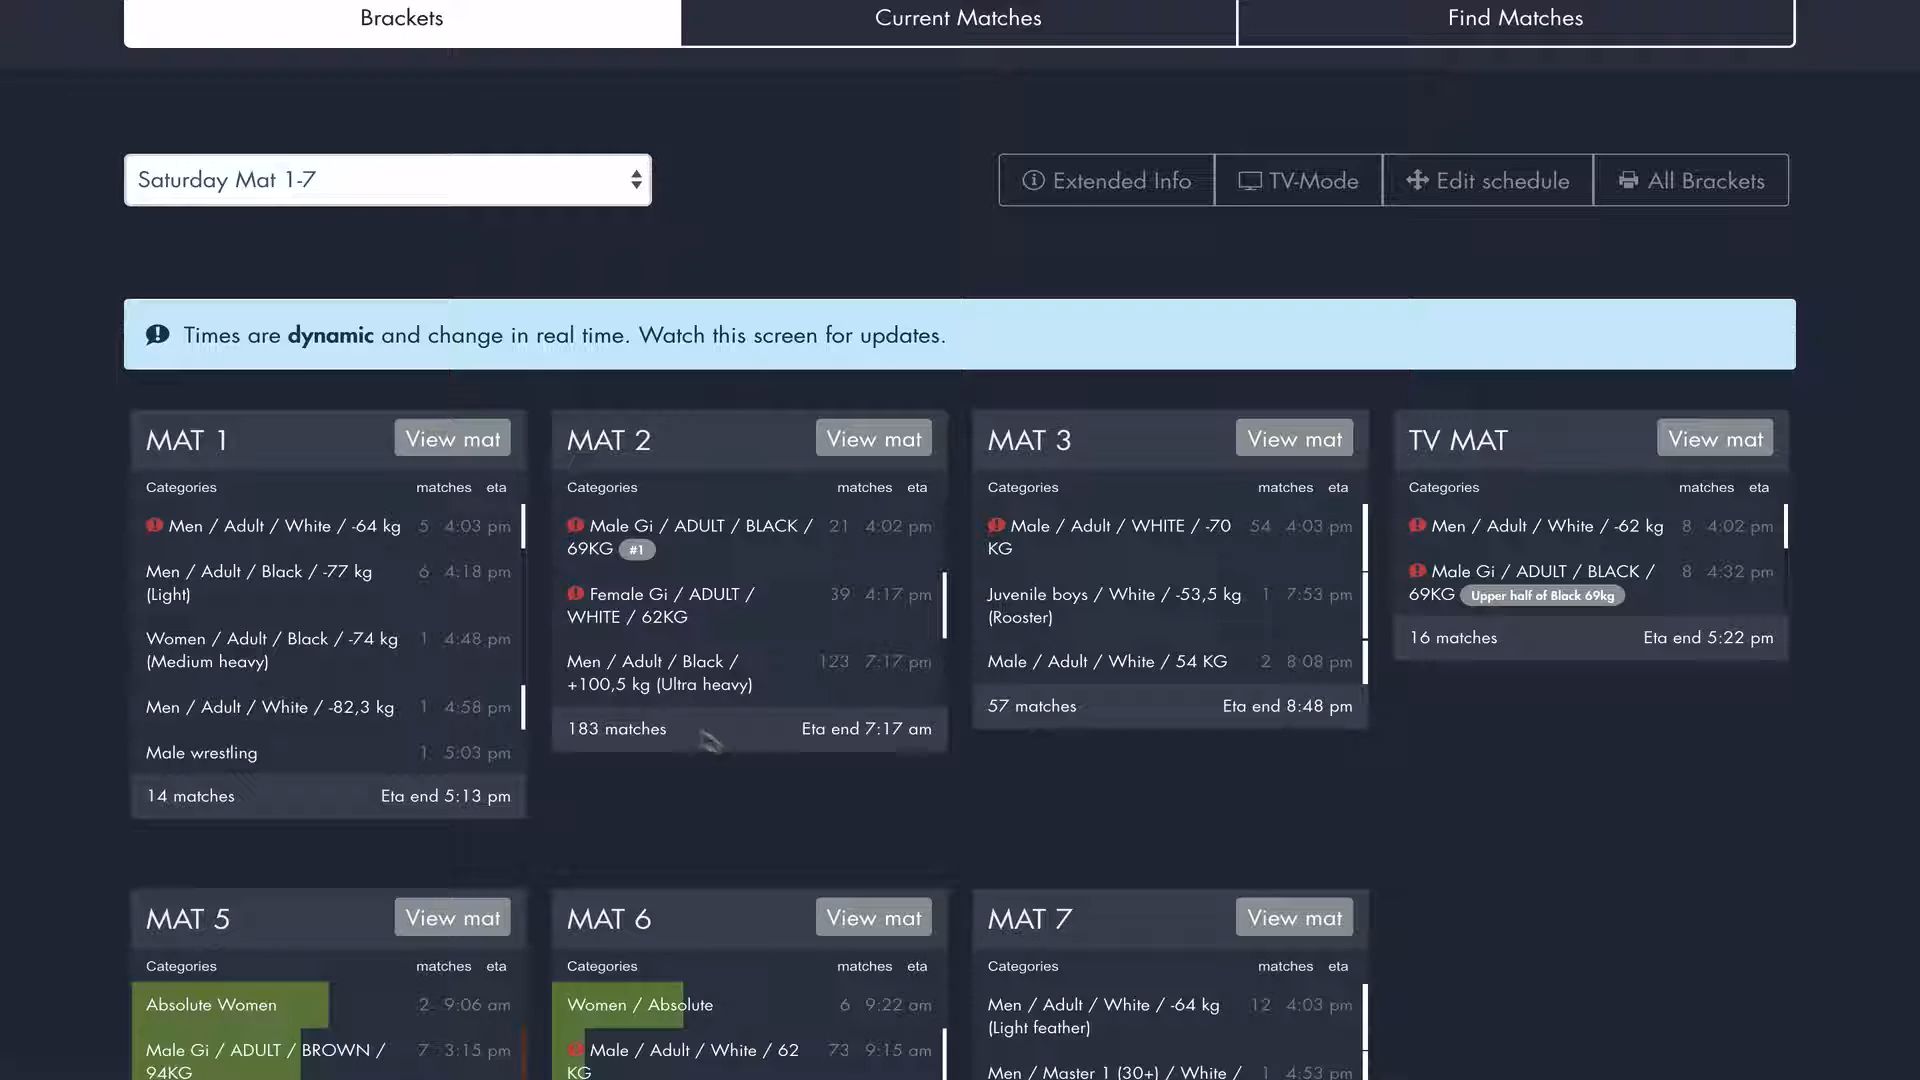 Brackets
Current Matches
Find Matches
Saturday Mat 1-7
Extended Info
TV-Mode
Edit schedule
All Brackets
Times are dynamic and change in real time. Watch this screen for updates.
MAT 1
View mat
Categories matches eta
Men / Adult / White / -64 kg 5 4:03 pm
Men / Adult / Black / -77 kg 6 4:18 pm
(Light)
Women / Adult / Black / -74 kg 1 4:48 pm
(Medium heavy)
Men / Adult / White / -82,3 kg 1 4:58 pm
Male wrestling 1 5:03 pm
14 matches Eta end 5:13 pm
MAT 2
View mat
Categories matches eta
Male Gi / ADULT / BLACK / 21 4:02 pm
69KG #1
Female Gi / ADULT / 39 4:17 pm
WHITE / 62KG
Men / Adult / Black / 123 7:17 pm
+100,5 kg (Ultra heavy)
183 matches Eta end 7:17 am
MAT 3
View mat
Categories matches eta
Male / Adult / WHITE / -70 54 4:03 pm
KG
Juvenile boys / White / -53,5 kg 1 7:53 pm
(Rooster)
Male / Adult / White / 54 KG 2 8:08 pm
57 matches Eta end 8:48 pm
TV MAT
View mat
Categories matches eta
Men / Adult / White / -62 kg 8 4:02 pm
Male Gi / ADULT / BLACK / 8 4:32 pm
69KG Upper half of Black 69kg
16 matches Eta end 5:22 pm
MAT 5
View mat
Categories matches eta
Absolute Women 2 9:06 am
Male Gi / ADULT / BROWN / 7 3:15 pm
94KG
MAT 6
View mat
Categories matches eta
Women / Absolute 6 9:22 am
Male / Adult / White / 62 73 9:15 am
KG
MAT 7
View mat
Categories matches eta
Men / Adult / White / -64 kg 12 4:03 pm
(Light feather)
Men / Master 1 (30+) / White / 1 4:53 pm